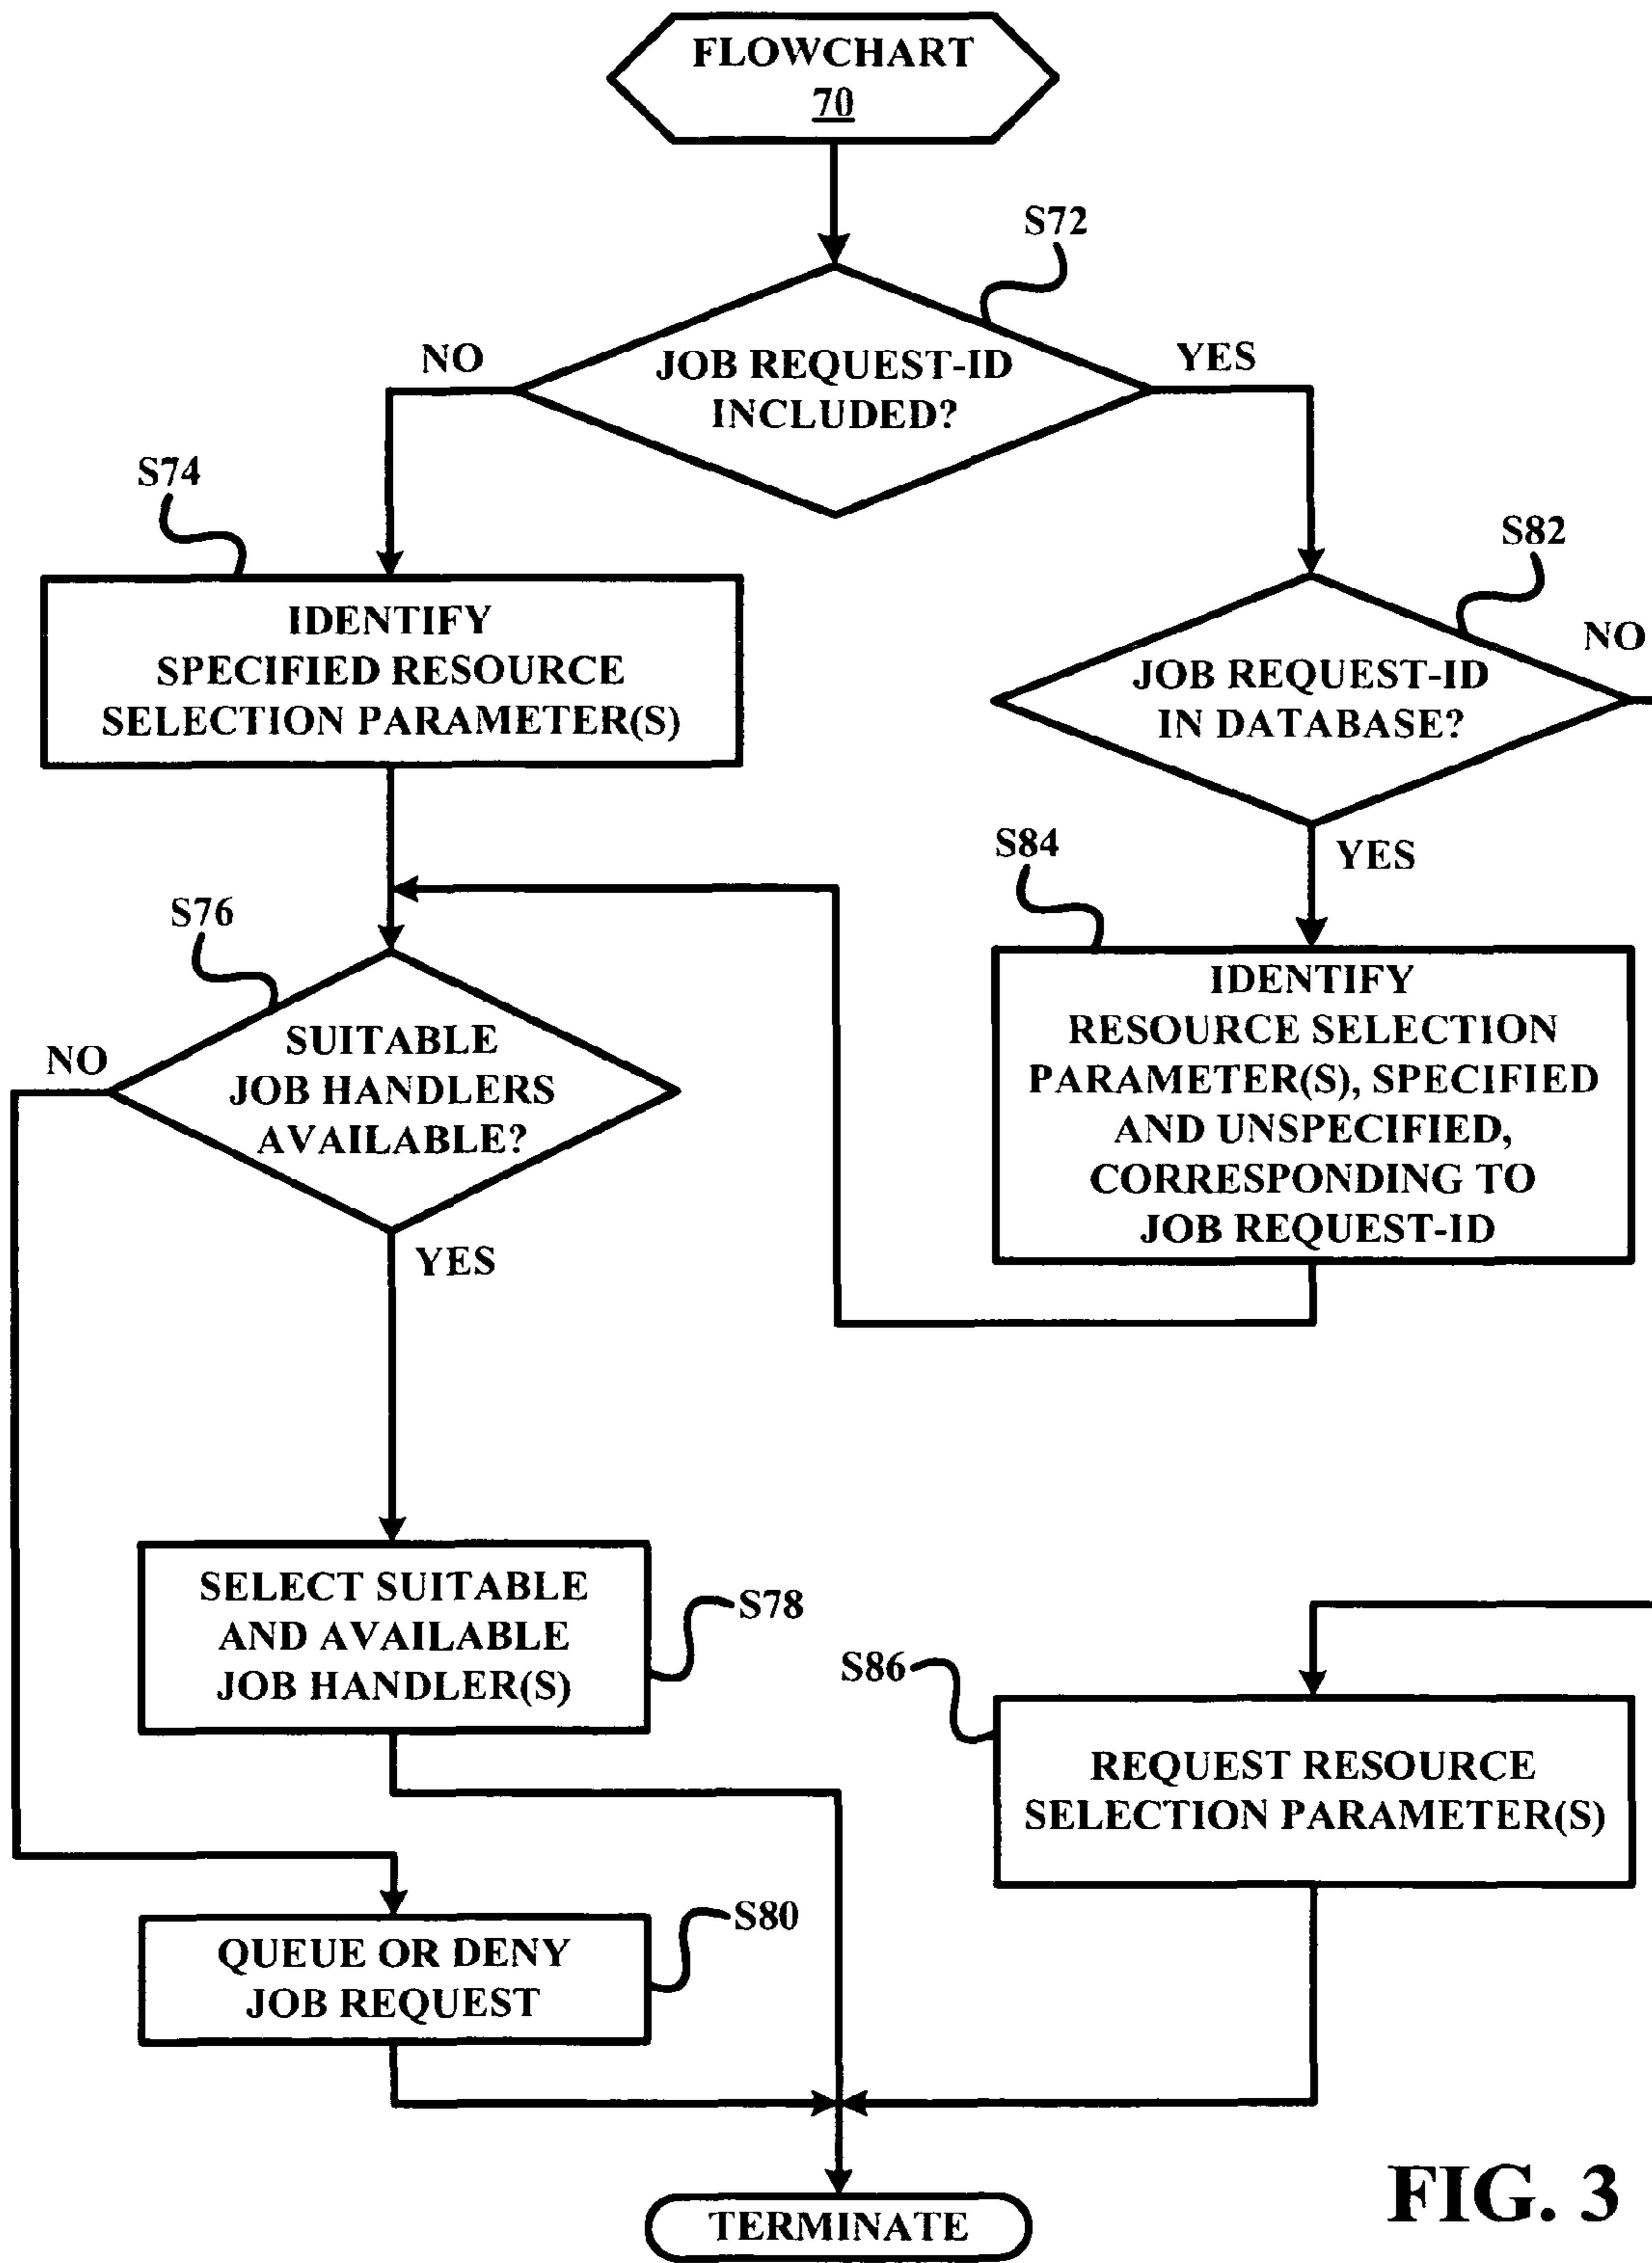 FLOWCHART
70
S72
NO
JOB REQUEST-ID
INCLUDED?
YES
S74
IDENTIFY
SPECIFIED RESOURCE
SELECTION PARAMETER(S)
S82
NO
JOB REQUEST-ID
IN DATABASE?
YES
S84
IDENTIFY
RESOURCE SELECTION
PARAMETER(S), SPECIFIED
AND UNSPECIFIED,
CORRESPONDING TO
JOB REQUEST-ID
S76
NO
SUITABLE
JOB HANDLERS
AVAILABLE?
YES
SELECT SUITABLE
AND AVAILABLE
JOB HANDLER(S)
S78
S86
REQUEST RESOURCE
SELECTION PARAMETER(S)
QUEUE OR DENY
JOB REQUEST
S80
TERMINATE
FIG. 3